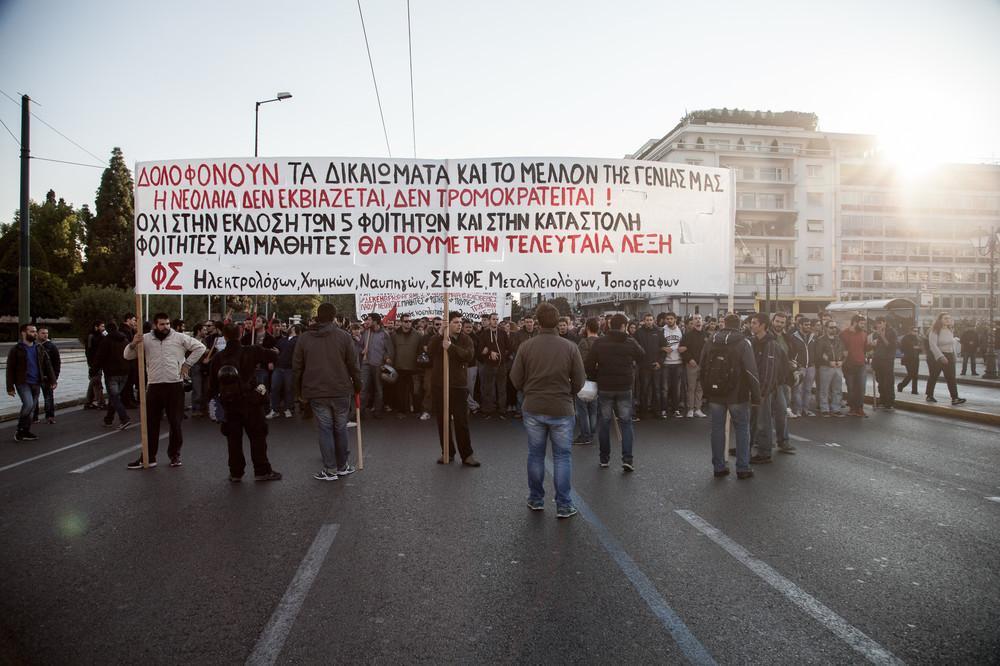 ΔΟΛΟΦΟΝΟΥΝ ΤΑ ΔΙΚΑΙΩΜΑΤΑ ΚΑΙ ΤΟ ΜΕΛΛΟΝ ΤΗΣ ΓΕΝΙΑΣ ΜΑΣ
Η ΝΕΟΛΑΙΑ ΔΕΝ ΕΚΒΙΑΖΕΤΑΙ, ΔΕΝ ΤΡΟΜΟΚΡΑΤΕΙΤΑΙ !
ΟΧΙ ΣΤΗΝ ΕΚΔΟΣΗ ΤΩΝ 5 ΦΟΙΤΗΤΩΝ ΚΑΙ ΣΤΗΝ ΚΑΤΑΣΤΟΛΗ
ΦΟΙΤΗΤΕΣ ΚΑΙ ΜΑΘΗΤΕΣ ΘΑ ΠΟΥΜΕ ΤΗΝ ΤΕΛΕΥΤΑΙΑ ΛΕΞΗ
ΦΣ Ηλεκτρολόγων, Χημικών, Ναυπηγών, ΣΕΜΦΕ, Μεταλλειολόγων, Τοπογράφων